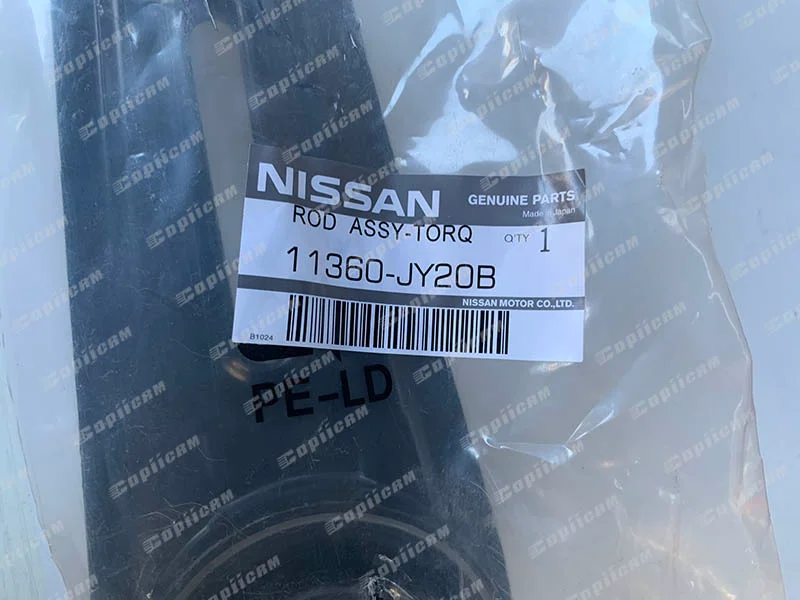 NISSAN
GENUINE PARTS
Made in Japan
ROD ASSY-TORQ
Q'TY 1
11360-JY20B
NISSAN MOTOR CO.,LTD.
B1024
PE-LD
Copiicam